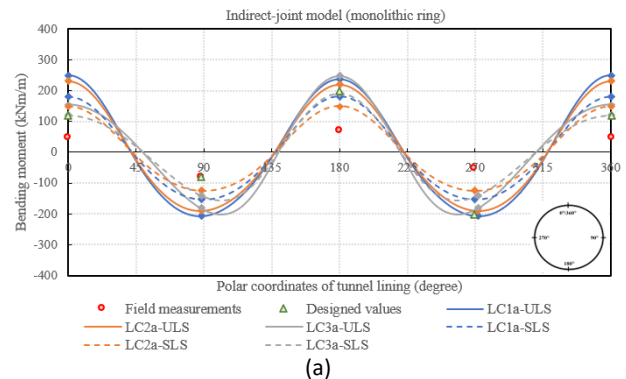 Indirect-joint model (monolithic ring)
Bending moment (kNm/m)
400
300
200
100
0
-100
-200
-300
-400
0 45 90 135 180 225 270 315 360
0°/360°
270° 90°
180°
Polar coordinates of tunnel lining (degree)
Field measurements Designed values LC1a-ULS
LC2a-ULS LC3a-ULS LC1a-SLS
LC2a-SLS LC3a-SLS
(a)